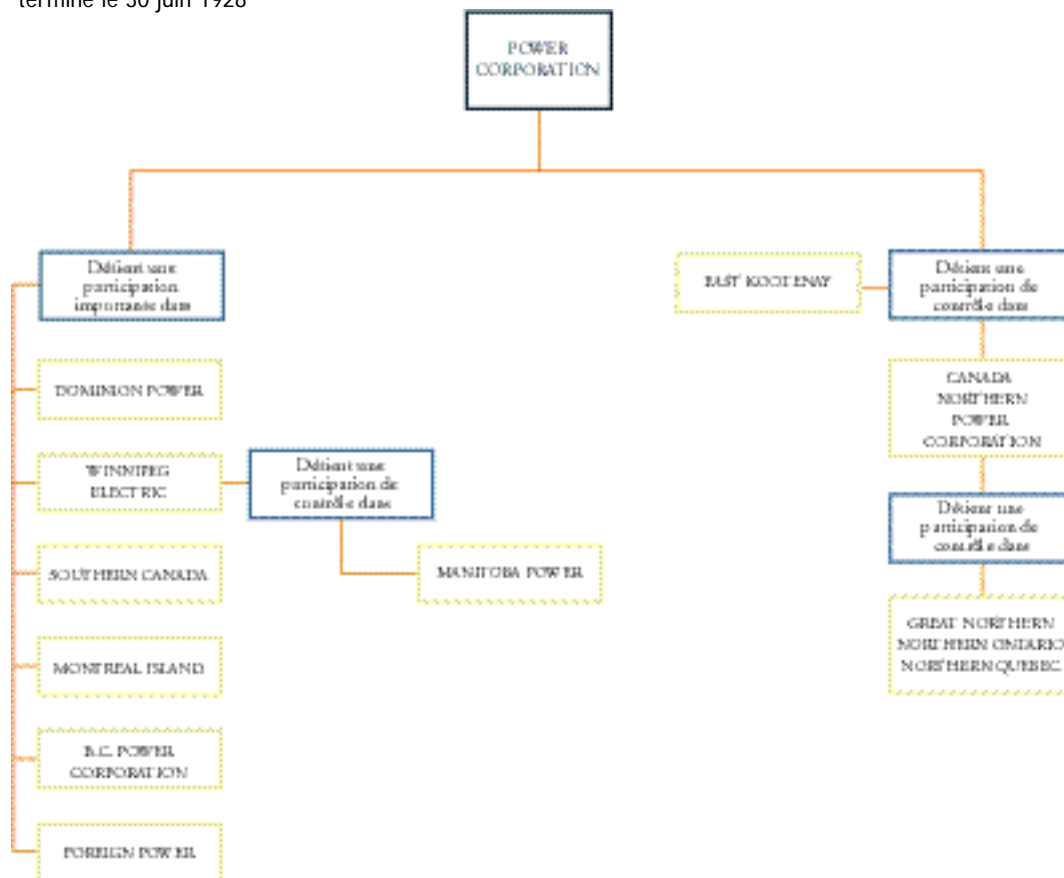 terminé le 30 juin 1928
POWER
CORPORATION
Détient une
participation
importante dans
EAST KOOTENAY
Détient une
participation de
contrôle dans
DOMINION POWER
CANADA
NORTHERN
POWER
CORPORATION
WINNIPEG
ELECTRIC
Détient une
participation de
contrôle dans
Détient une
participation de
contrôle dans
SOUTHERN CANADA
MANITOBA POWER
GREAT NORTHERN
NORTHERN ONTARIO
NORTHERN QUEBEC
MONTREAL ISLAND
B.C. POWER
CORPORATION
FOREIGN POWER